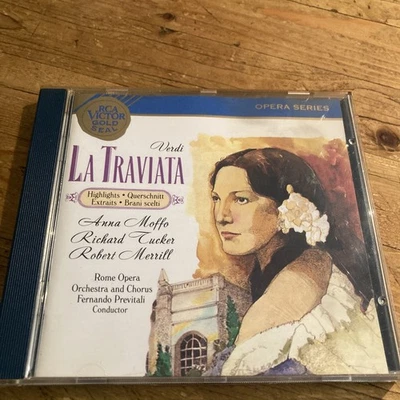 RCA
VICTOR
GOLD
SEAL
OPERA SERIES
Verdi
LA TRAVIATA
Highlights • Querschnitt
Extraits • Brani scelti
Anna Moffo
Richard Tucker
Robert Merrill
Rome Opera
Orchestra and Chorus
Fernando Previtali
Conductor